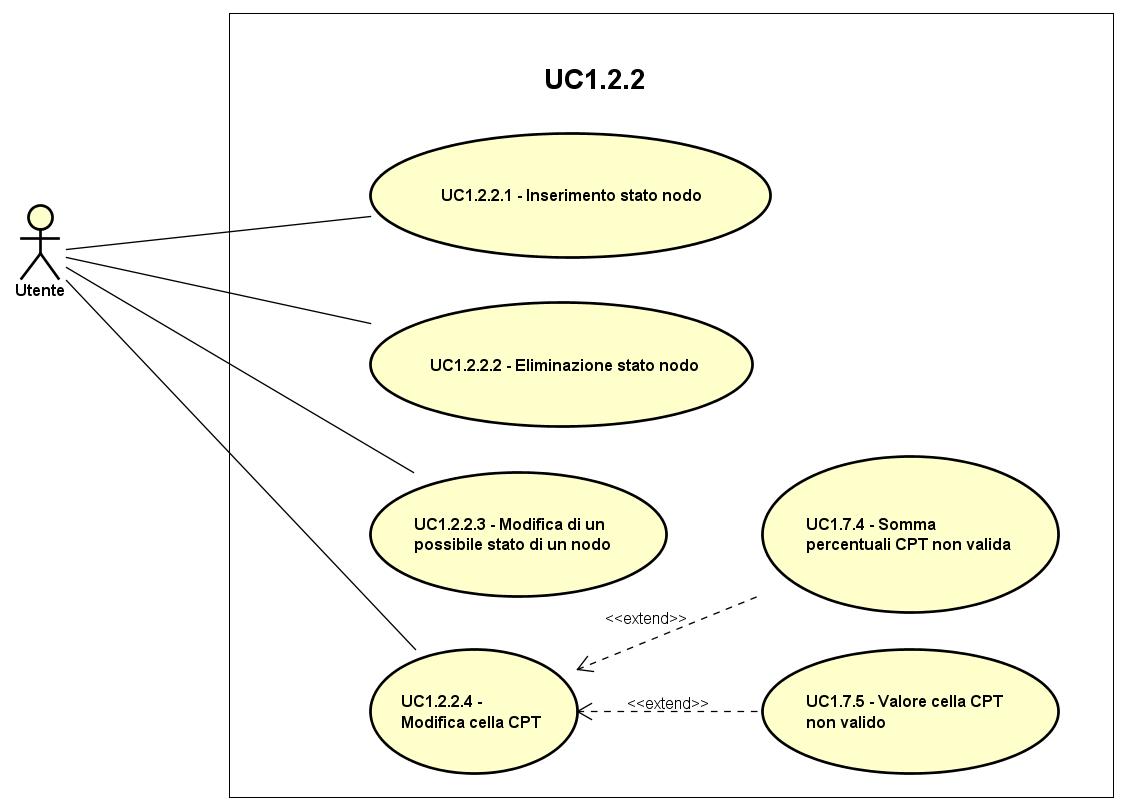 UC1.2.2
UC1.2.2.1 - Inserimento stato nodo
Utente
UC1.2.2.2 - Eliminazione stato nodo
UC1.2.2.3 - Modifica di un
possibile stato di un nodo
UC1.7.4 - Somma
percentuali CPT non valida
<<extend>>
UC1.2.2.4 -
Modifica cella CPT
<<extend>>
UC1.7.5 - Valore cella CPT
non valido